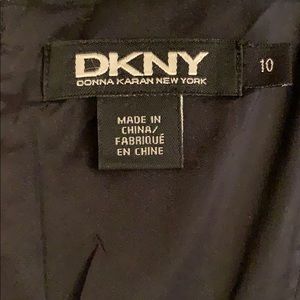 DKNY
DONNA KARAN NEW YORK
10
MADE IN
CHINA/
FABRIQUÉ
EN CHINE